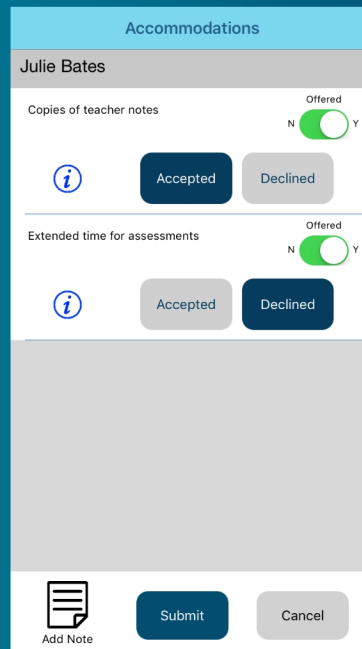 Accommodations
Julie Bates
Copies of teacher notes
Offered
N Y
i
Accepted Declined
Extended time for assessments
Offered
N Y
i
Accepted Declined
Add Note
Submit
Cancel